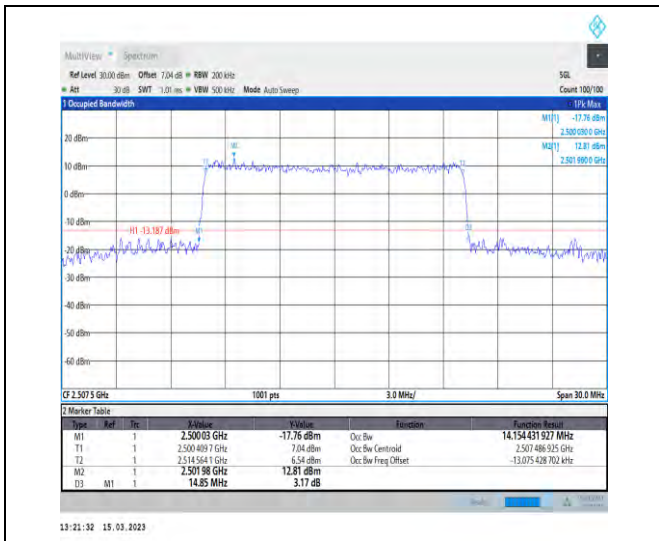 MultiView Spectrum
Ref Level 30.00 dBm Offset 7.04 dB RBW 200 kHz SGL
Att 30 dB SWT 1.01 ms VBW 500 kHz Mode Auto Sweep Count 100/100
1 Occupied Bandwidth 1Pk Max
M1[1] -17.76 dBm
2.500 030 0 GHz
M2[1] 12.81 dBm
2.501 980 0 GHz
20 dBm
M2
T1
T2
10 dBm
0 dBm
-10 dBm
H1 -13.187 dBm
M1
D3
-20 dBm
-30 dBm
-40 dBm
-50 dBm
-60 dBm
CF 2.507 5 GHz 1001 pts 3.0 MHz/ Span 30.0 MHz
2 Marker Table
Type Ref Trc X-Value Y-Value Function Function Result
M1 1 2.500 03 GHz -17.76 dBm Occ Bw 14.154 431 927 MHz
T1 1 2.500 409 7 GHz 7.04 dBm Occ Bw Centroid 2.507 486 925 GHz
T2 1 2.514 564 1 GHz 6.54 dBm Occ Bw Freq Offset -13.075 428 702 kHz
M2 1 2.501 98 GHz 12.81 dBm
D3 M1 1 14.85 MHz 3.17 dB
13:21:32 15.03.2023